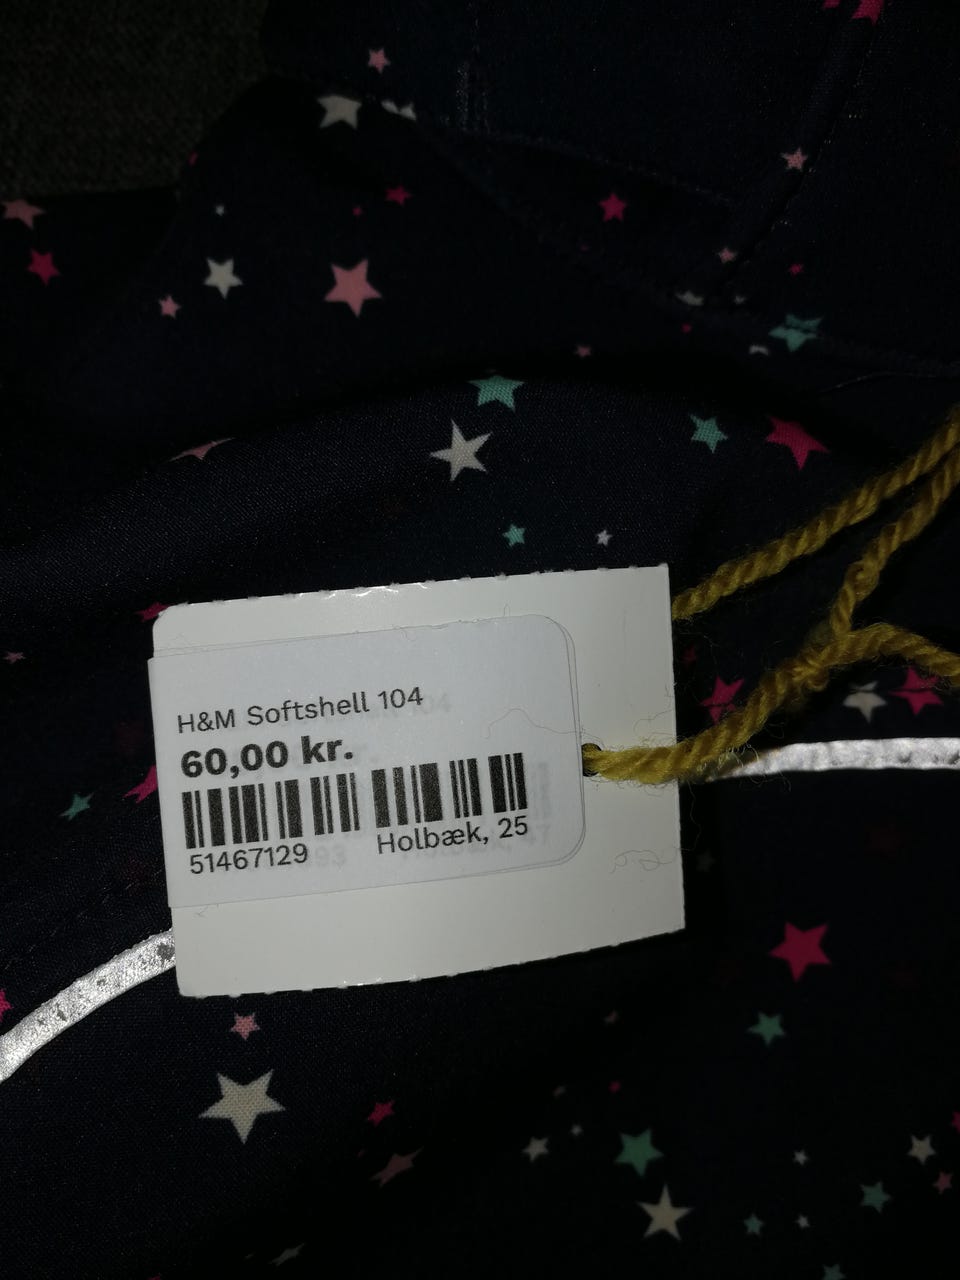 H&M Softshell 104
60,00 kr.
51467129 Holbæk, 25